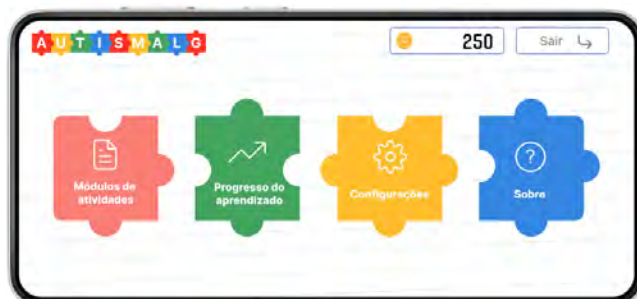 AUTISMALG
250
Sair
Módulos de
atividades
Progresso do
aprendizado
Configurações
Sobre